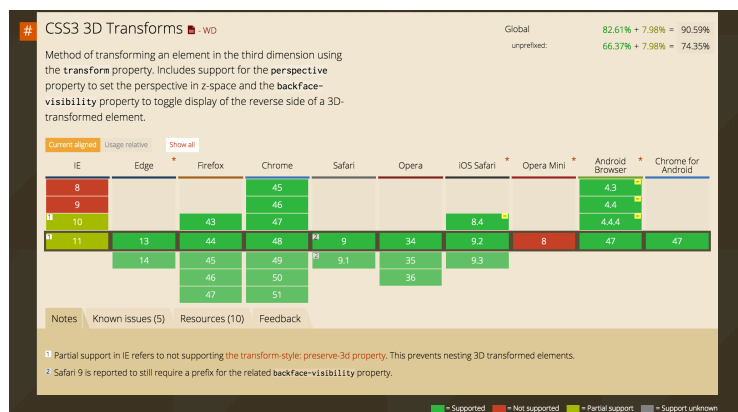 #
CSS3 3D Transforms - WD
Global 82.61% + 7.98% = 90.59%
unprefixed: 66.37% + 7.98% = 74.35%
Method of transforming an element in the third dimension using
the transform property. Includes support for the perspective
property to set the perspective in z-space and the backface-
visibility property to toggle display of the reverse side of a 3D-
transformed element.
Current aligned Usage relative Show all
IE Edge * Firefox Chrome Safari Opera iOS Safari * Opera Mini * Android Browser * Chrome for Android
8 45 4.3 -
9 46 4.4 -
1 10 43 47 8.4 - 4.4.4 -
1 11 13 44 48 2 9 34 9.2 8 47 47
14 45 49 2 9.1 35 9.3
46 50 36
47 51
Notes Known issues (5) Resources (10) Feedback
1 Partial support in IE refers to not supporting the transform-style: preserve-3d property. This prevents nesting 3D transformed elements.
2 Safari 9 is reported to still require a prefix for the related backface-visibility property.
= Supported = Not supported = Partial support = Support unknown